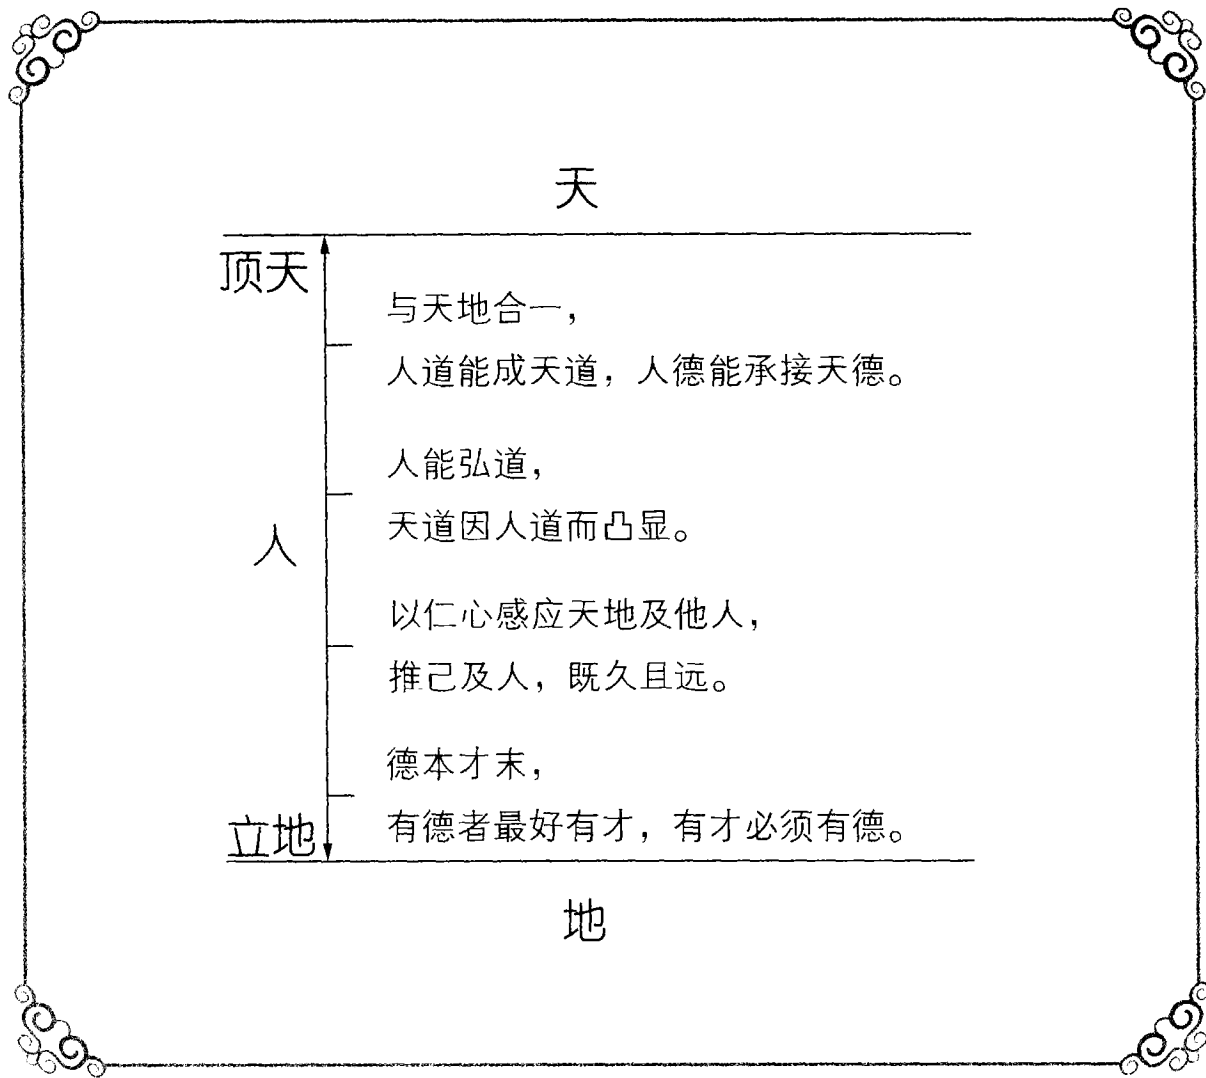 天
顶天
与天地合一，
人道能成天道，人德能承接天德。
人能弘道，
天道因人道而凸显。
人
以仁心感应天地及他人，
推己及人，既久且远。
德本才末，
有德者最好有才，有才必须有德。
立地
地